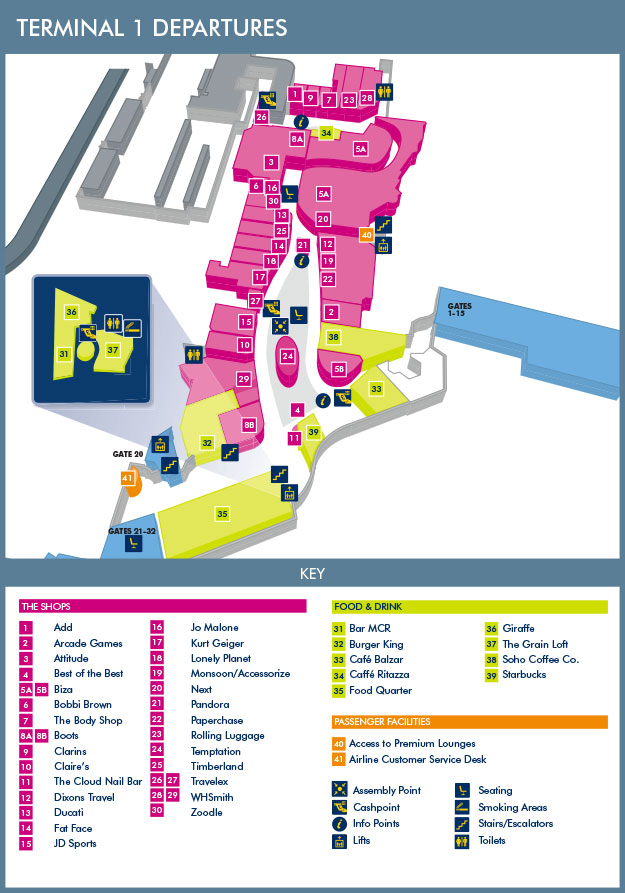 TERMINAL 1 DEPARTURES
1 9 7 23 28
26
8A 34
5A
3
6 16
5A
30
13 20
25 40
14 21 12
18 19
17 22
27
15 2
36 38
10
31 37 24
5B
29 33
4
8B 39
32 11
GATES
1-15
GATE 20
41
35
GATES 21-32
KEY
THE SHOPS
1 Add
2 Arcade Games
3 Attitude
4 Best of the Best
5A 5B Biza
6 Bobbi Brown
7 The Body Shop
8A 8B Boots
9 Clarins
10 Claire's
11 The Cloud Nail Bar
12 Dixons Travel
13 Ducati
14 Fat Face
15 JD Sports
16 Jo Malone
17 Kurt Geiger
18 Lonely Planet
19 Monsoon/Accessorize
20 Next
21 Pandora
22 Paperchase
23 Rolling Luggage
24 Temptation
25 Timberland
26 27 Travelex
28 29 WHSmith
30 Zoodle
FOOD & DRINK
31 Bar MCR
32 Burger King
33 Café Balzar
34 Caffé Ritazza
35 Food Quarter
36 Giraffe
37 The Grain Loft
38 Soho Coffee Co.
39 Starbucks
PASSENGER FACILITIES
40 Access to Premium Lounges
41 Airline Customer Service Desk
Assembly Point
Cashpoint
Info Points
Lifts
Seating
Smoking Areas
Stairs/Escalators
Toilets